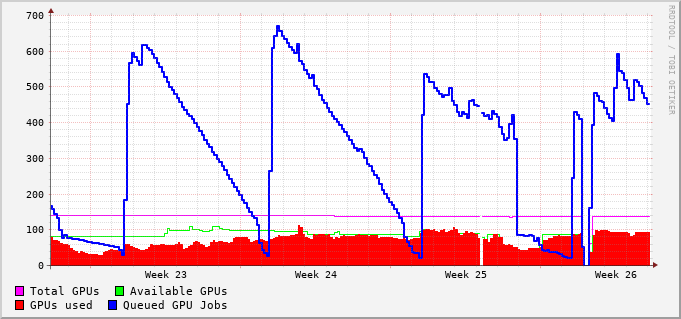 700
600
500
400
300
200
100
0
Week 23 Week 24 Week 25 Week 26
Total GPUs Available GPUs
GPUs used Queued GPU Jobs
RRDTOOL / TOBI OETIKER